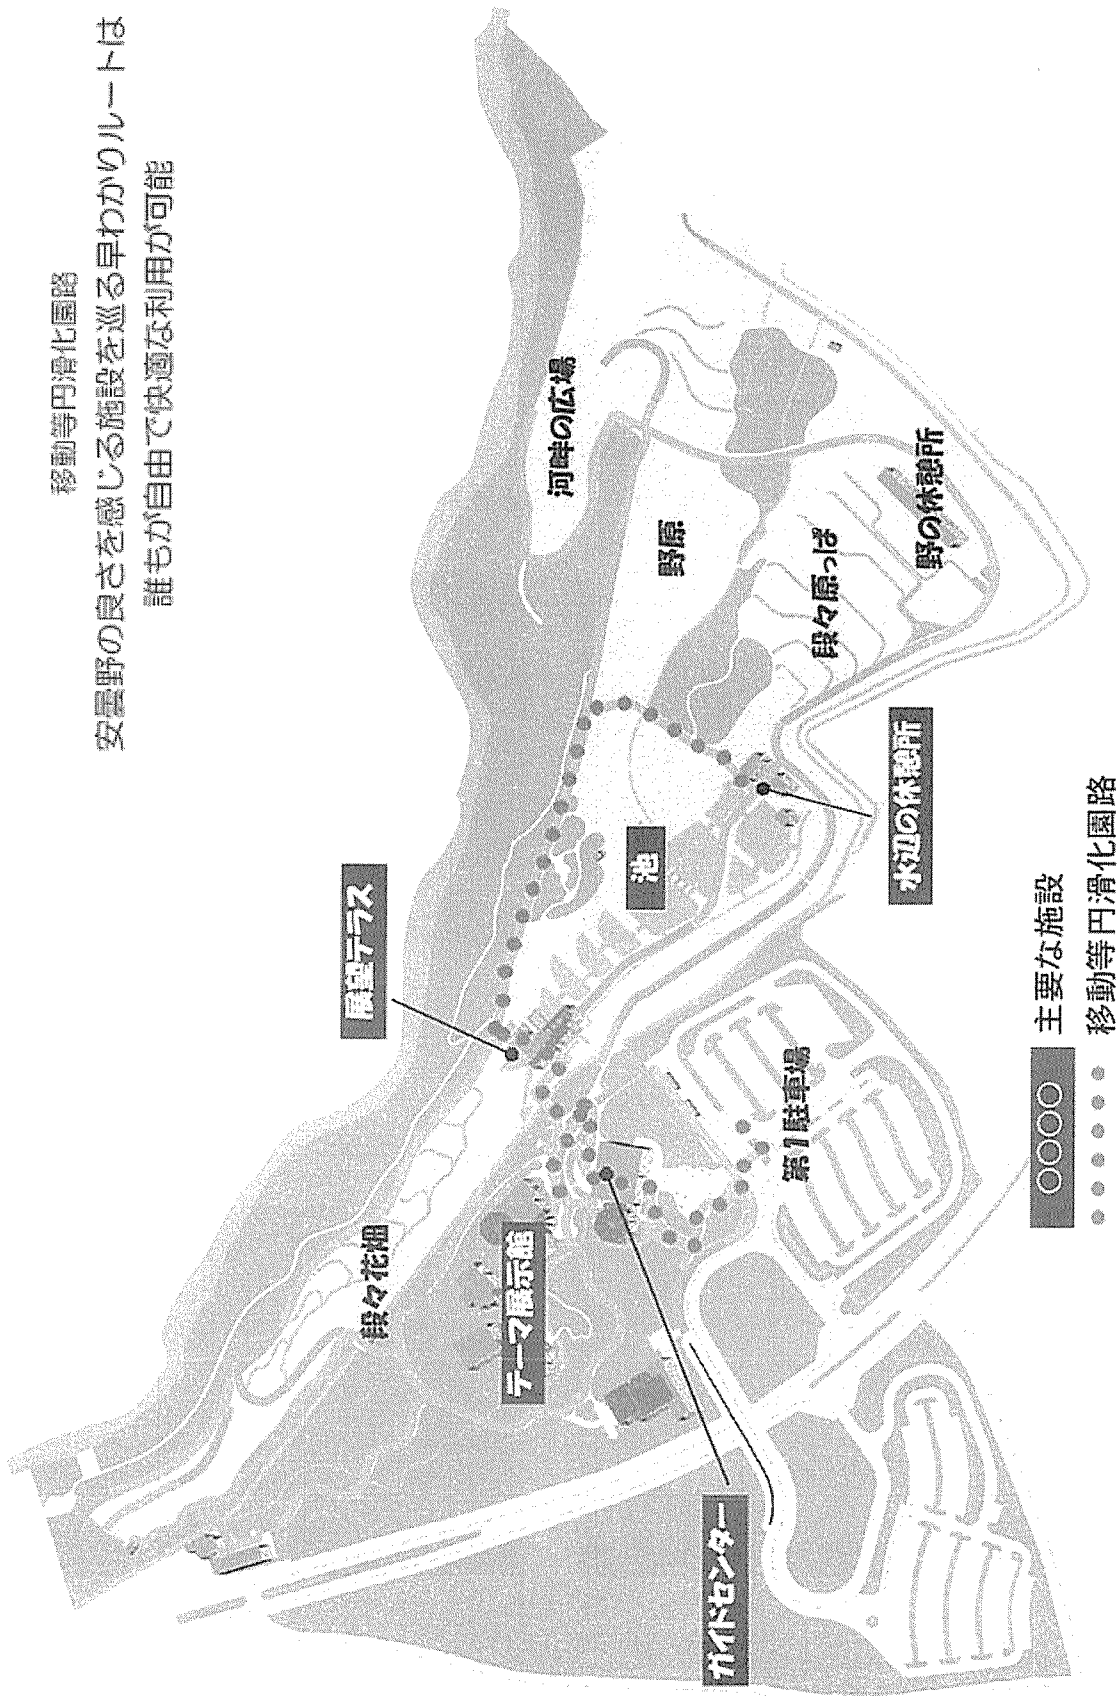 移動等円滑化園路
安曇野の良さを感じる施設を巡る早わかりルートは
誰もが自由で快適な利用が可能
河畔の広場
野原
段々原っぱ
野の休憩所
展望テラス
池
水辺の休憩所
段々花畑
テーマ展示館
第1駐車場
ガイドセンター
○○○○ 主要な施設
移動等円滑化園路